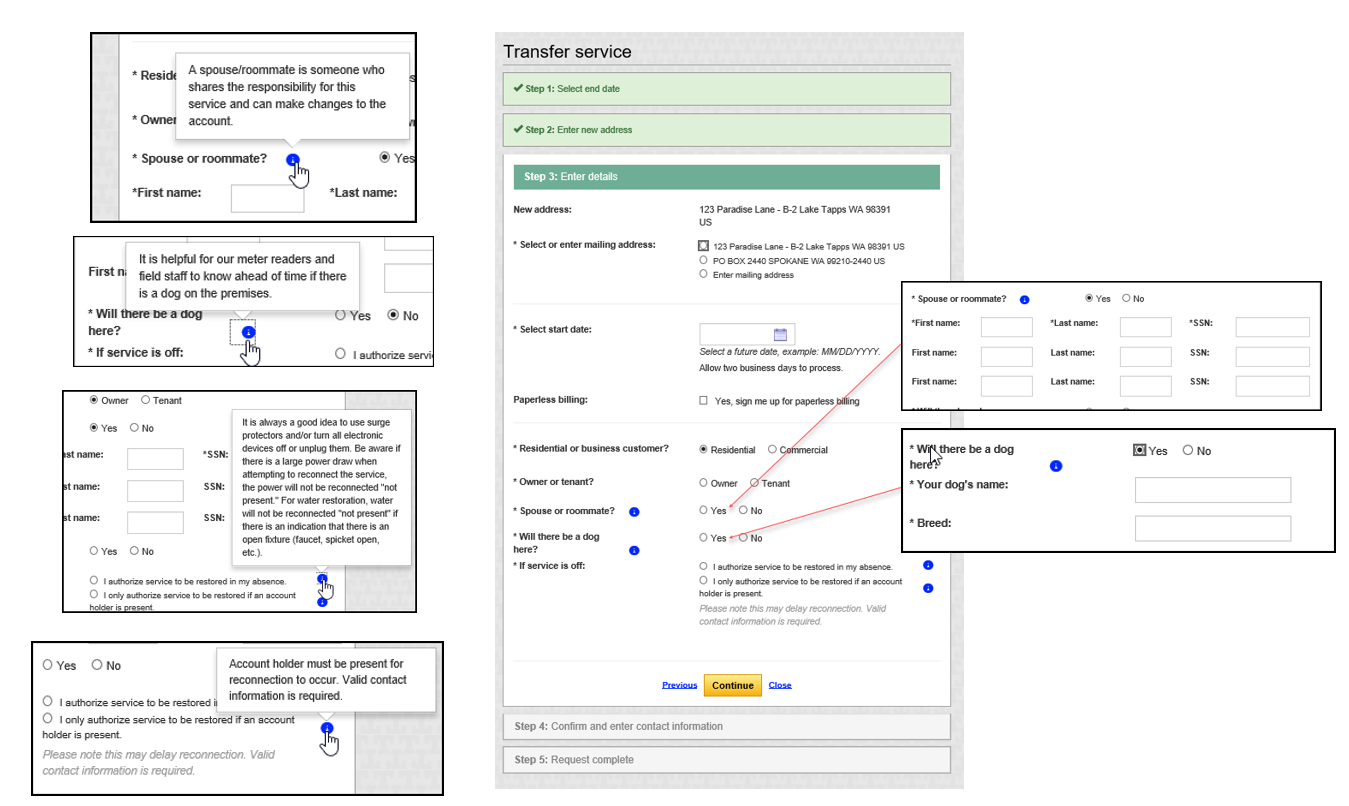 * Reside
A spouse/roommate is someone who
shares the responsibility for this
service and can make changes to the
account.
* Owner
* Spouse or roommate?
Yes
*First name:
*Last name:
It is helpful for our meter readers and
field staff to know ahead of time if there
is a dog on the premises.
First n
* Will there be a dog
here?
Yes
No
* If service is off:
I authorize servi
Owner
Tenant
Yes
No
It is always a good idea to use surge
protectors and/or turn all electronic
devices off or unplug them. Be aware if
there is a large power draw when
attempting to reconnect the service,
the power will not be reconnected "not
present." For water restoration, water
will not be reconnected "not present" if
there is an indication that there is an
open fixture (faucet, spicket open,
etc.).
st name:
*SSN:
st name:
SSN:
st name:
SSN:
Yes
No
I authorize service to be restored in my absence.
I only authorize service to be restored if an account
holder is present.
Yes
No
Account holder must be present for
reconnection to occur. Valid contact
information is required.
I authorize service to be restored i
I only authorize service to be restored if an account
holder is present.
Please note this may delay reconnection. Valid
contact information is required.
Transfer service
Step 1: Select end date
Step 2: Enter new address
Step 3: Enter details
New address:
123 Paradise Lane - B-2 Lake Tapps WA 98391
US
* Select or enter mailing address:
123 Paradise Lane - B-2 Lake Tapps WA 98391 US
PO BOX 2440 SPOKANE WA 99210-2440 US
Enter mailing address
* Select start date:
Select a future date, example: MM/DD/YYYY.
Allow two business days to process.
Paperless billing:
Yes, sign me up for paperless billing
* Residential or business customer?
Residential
Commercial
* Owner or tenant?
Owner
Tenant
* Spouse or roommate?
Yes
No
* Will there be a dog
here?
Yes
No
* If service is off:
I authorize service to be restored in my absence.
I only authorize service to be restored if an account
holder is present.
Please note this may delay reconnection. Valid
contact information is required.
Previous
Continue
Close
Step 4: Confirm and enter contact information
Step 5: Request complete
* Spouse or roommate?
Yes
No
*First name:
*Last name:
*SSN:
First name:
Last name:
SSN:
First name:
Last name:
SSN:
* Will there be a dog
here?
Yes
No
* Your dog's name:
* Breed: